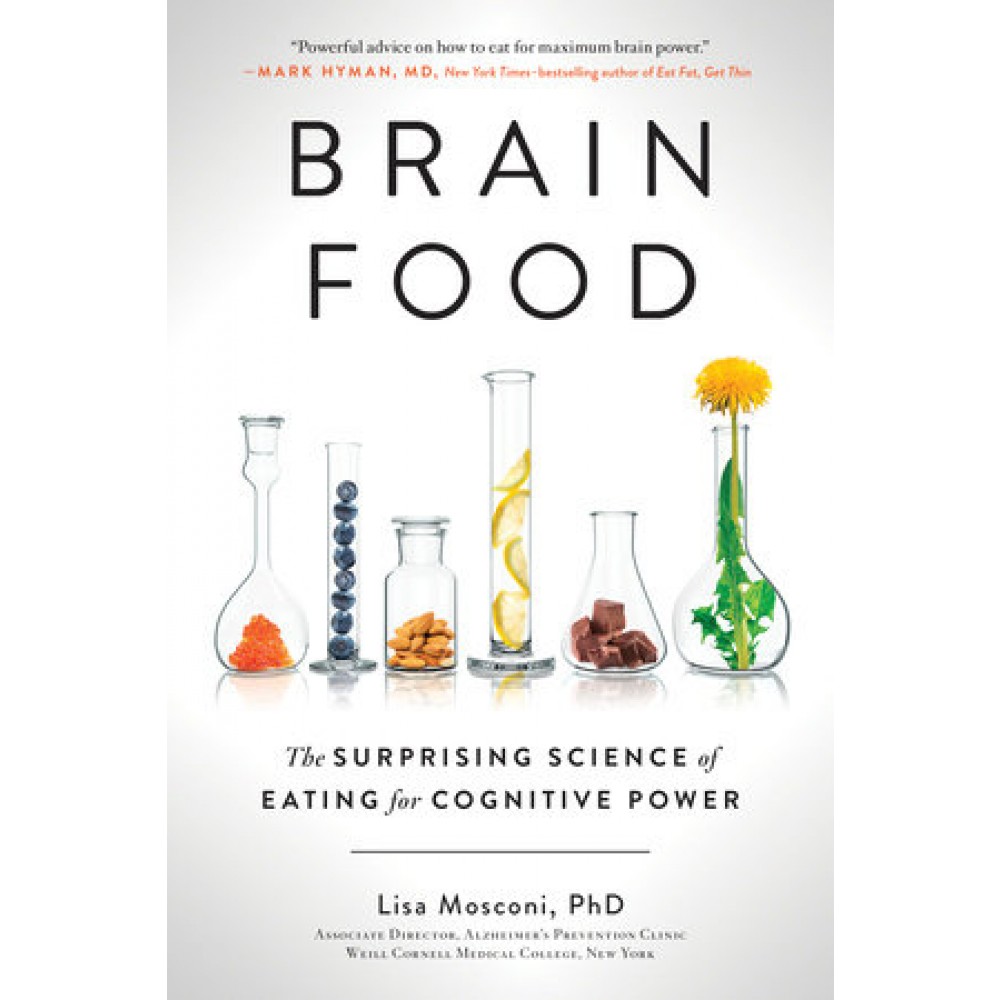 “Powerful advice on how to eat for maximum brain power.”
—MARK HYMAN, MD, New York Times–bestselling author of Eat Fat, Get Thin
BRAIN
FOOD
The SURPRISING SCIENCE of
EATING for COGNITIVE POWER
Lisa Mosconi, PhD
Associate Director, Alzheimer’s Prevention Clinic
Weill Cornell Medical College, New York